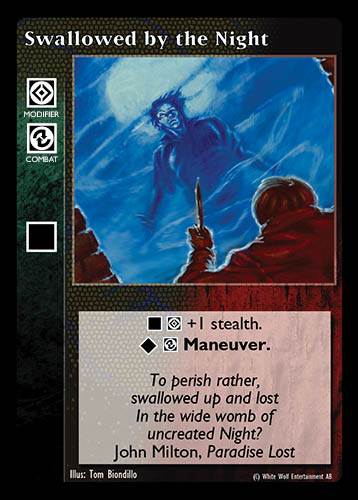 Swallowed by the Night
MODIFIER
COMBAT
+1 stealth.
Maneuver.
To perish rather,
swallowed up and lost
In the wide womb of
uncreated Night?
John Milton, Paradise Lost
Illus: Tom Biondillo
(C) White Wolf Entertainment AB